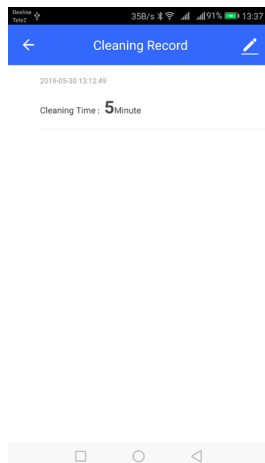 Beeline
Tele2
35B/s 91% 13:37
Cleaning Record
2019-05-30 13:12:49
Cleaning Time : 5Minute